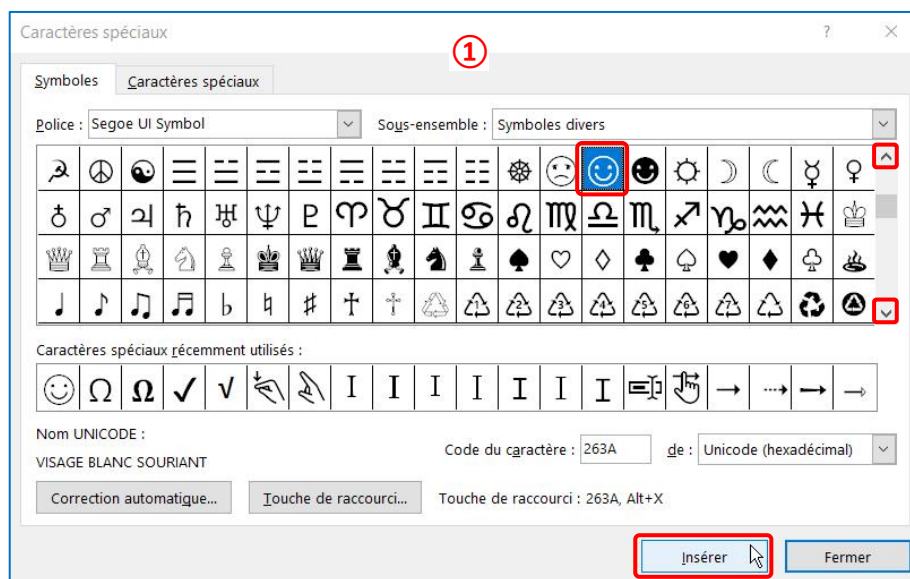 Caractères spéciaux
?
①
Symboles Caractères spéciaux
Police : Segoe UI Symbol Sous-ensemble : Symboles divers
☭ ☮ ☯ ☰ ☱ ☲ ☳ ☴ ☵ ☶ ☷ ☸ ☹ ☺ ☻ ☼ ☽ ☾ ☿ ♀
♁ ♂ ♃ ♄ ♅ ♆ ♇ ♈ ♉ ♊ ♋ ♌ ♍ ♎ ♏ ♐ ♑ ♒ ♓ ♔
♕ ♖ ♗ ♘ ♙ ♚ ♛ ♜ ♝ ♞ ♟ ♠ ♡ ♢ ♣ ♤ ♥ ♦ ♧ ♨
♩ ♪ ♫ ♬ ♭ ♮ ♯ ♰ ♱ ♲ ♳ ♴ ♵ ♶ ♷ ♸ ♹ ♺ ♻ ♼
Caractères spéciaux récemment utilisés :
☺ Ω Ω ✓ √ I I I I I I I → ⇢ → ⇒
Nom UNICODE :
VISAGE BLANC SOURIANT
Code du caractère : 263A de : Unicode (hexadécimal)
Correction automatique... Touche de raccourci... Touche de raccourci : 263A, Alt+X
Insérer Fermer